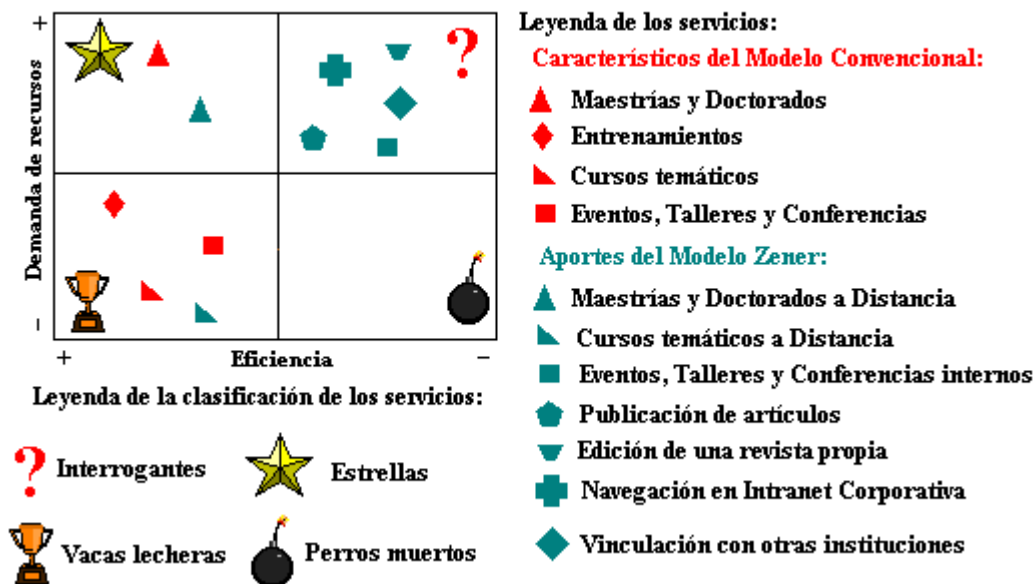 +
Demanda de recursos
−
+
Eficiencia
−
?
Leyenda de la clasificación de los servicios:
? Interrogantes
Estrellas
Vacas lecheras
Perros muertos
Leyenda de los servicios:
Característicos del Modelo Convencional:
Maestrías y Doctorados
Entrenamientos
Cursos temáticos
Eventos, Talleres y Conferencias
Aportes del Modelo Zener:
Maestrías y Doctorados a Distancia
Cursos temáticos a Distancia
Eventos, Talleres y Conferencias internos
Publicación de artículos
Edición de una revista propia
Navegación en Intranet Corporativa
Vinculación con otras instituciones